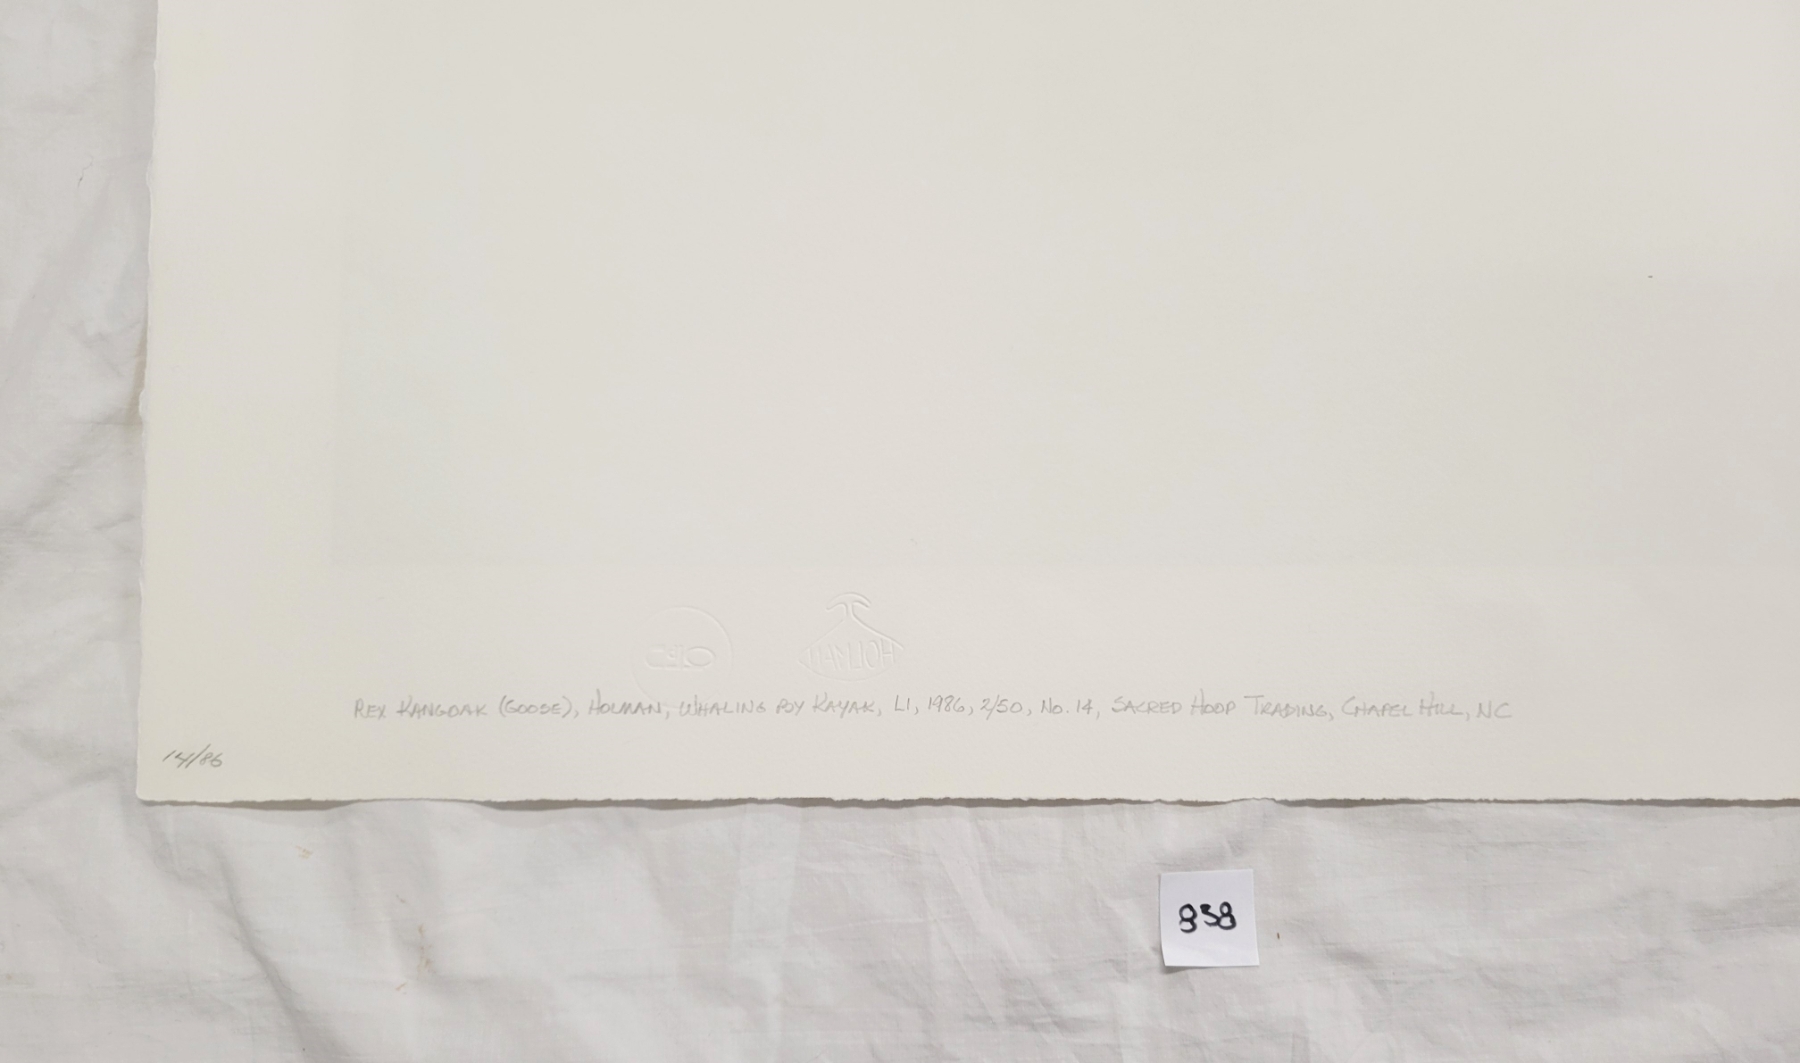 HOLMAN
REX KANGOAK (GOOSE), HOLMAN, WHALING BY KAYAK, LI, 1986, 2/50, NO. 14, SACRED HOOP TRADING, CHAPEL HILL, NC
14/86
858